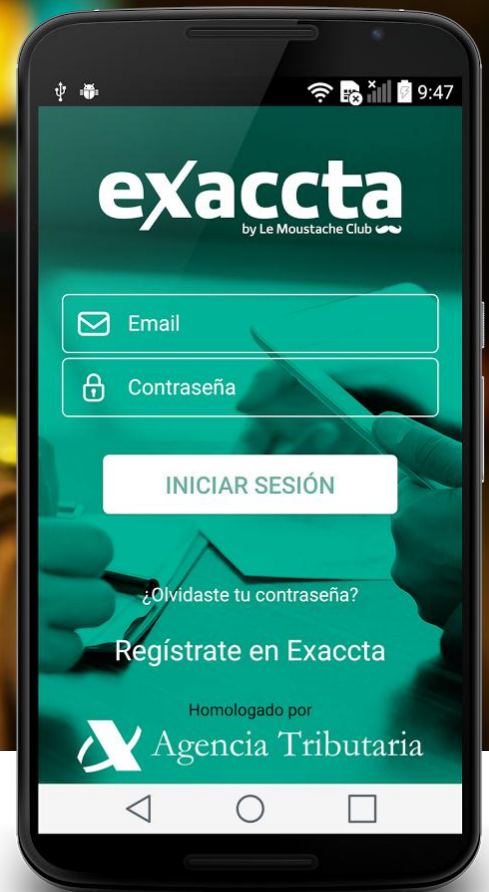 9:47
exaccta
by Le Moustache Club
Email
Contraseña
INICIAR SESIÓN
¿Olvidaste tu contraseña?
Regístrate en Exaccta
Homologado por
Agencia Tributaria